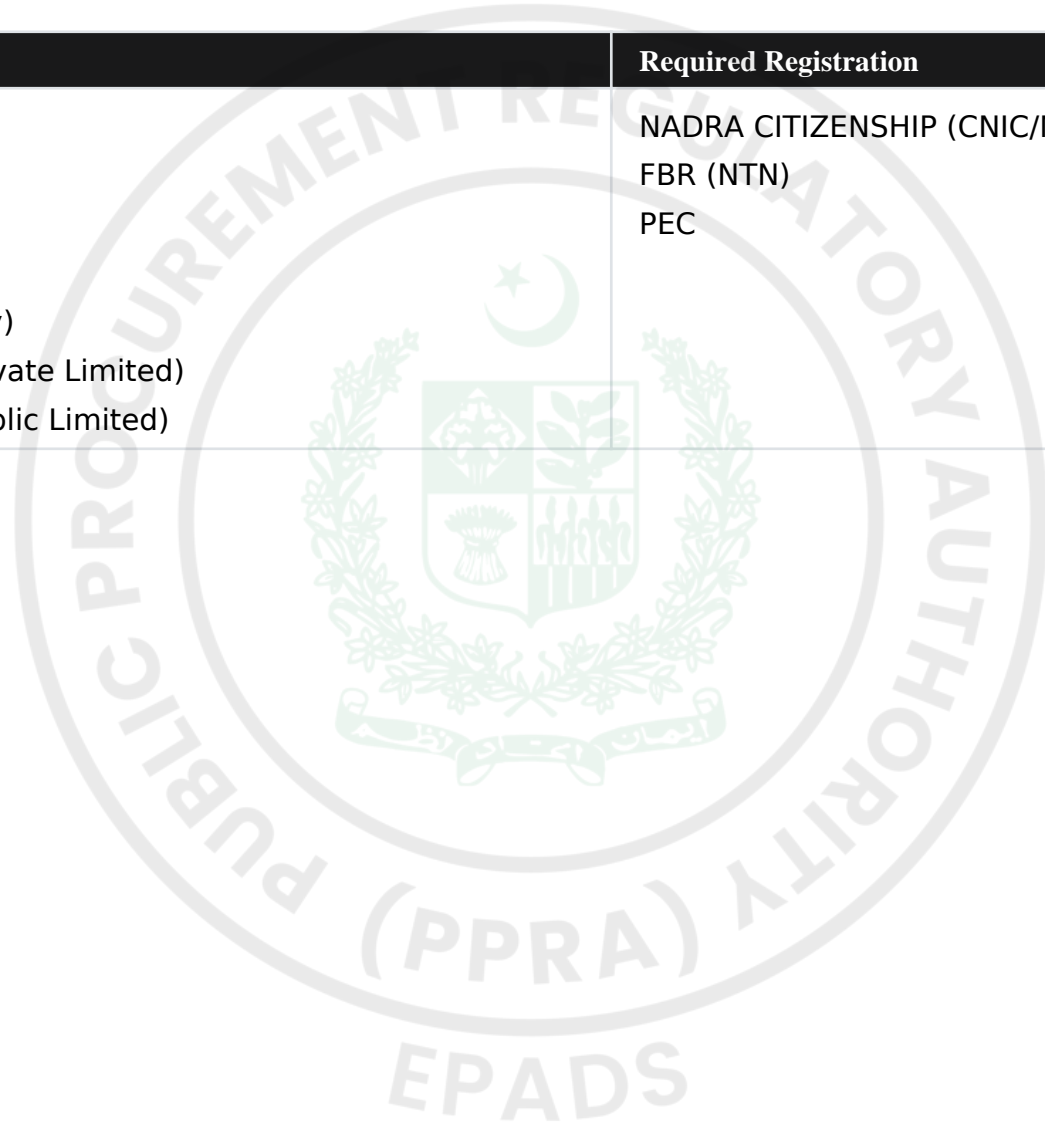 Required Registration
NADRA CITIZENSHIP (CNIC/
FBR (NTN)
PEC
)
vate Limited)
blic Limited)
PUBLIC PROCUREMENT REGULATORY AUTHORITY
(PPRA)
EPADS